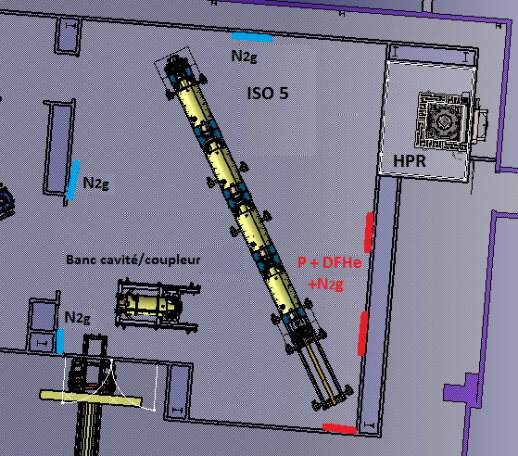 N2g
ISO 5
HPR
N2g
Banc cavité/coupleur
P + DFHe
+N2g
N2g